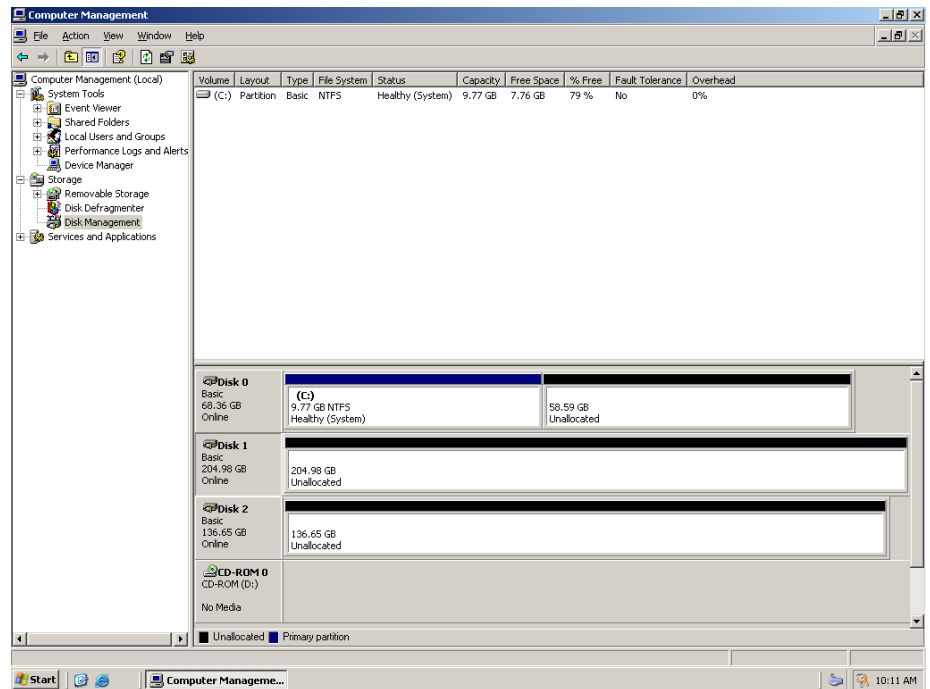 Computer Management
File Action View Window Help
Computer Management (Local)
System Tools
Event Viewer
Shared Folders
Local Users and Groups
Performance Logs and Alerts
Device Manager
Storage
Removable Storage
Disk Defragmenter
Disk Management
Services and Applications
Volume Layout Type File System Status Capacity Free Space % Free Fault Tolerance Overhead
(C:) Partition Basic NTFS Healthy (System) 9.77 GB 7.76 GB 79 % No 0%
Disk 0
Basic
68.36 GB
Online
(C:)
9.77 GB NTFS
Healthy (System)
58.59 GB
Unallocated
Disk 1
Basic
204.98 GB
Online
204.98 GB
Unallocated
Disk 2
Basic
136.65 GB
Online
136.65 GB
Unallocated
CD-ROM 0
CD-ROM (D:)
No Media
Unallocated Primary partition
Start Computer Manageme... 10:11 AM